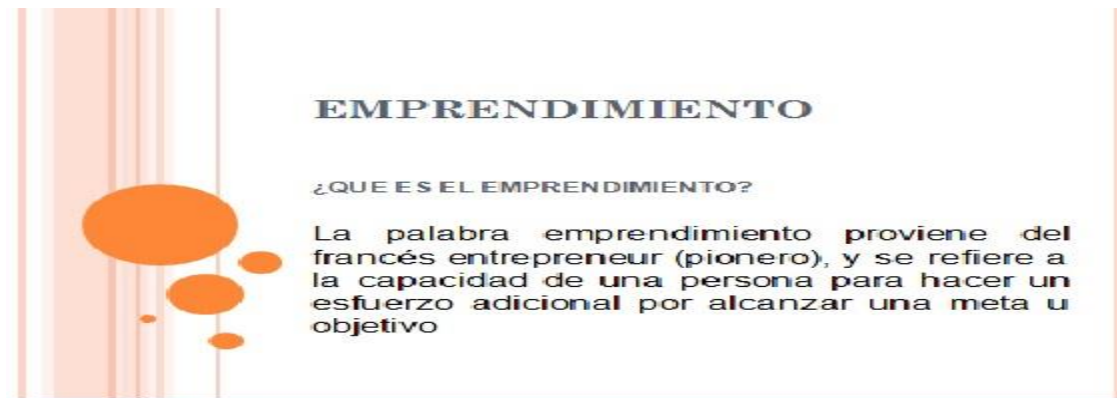 EMPRENDIMIENTO
¿QUE ES EL EMPRENDIMIENTO?
La palabra emprendimiento proviene del
francés entrepreneur (pionero), y se refiere a
la capacidad de una persona para hacer un
esfuerzo adicional por alcanzar una meta u
objetivo